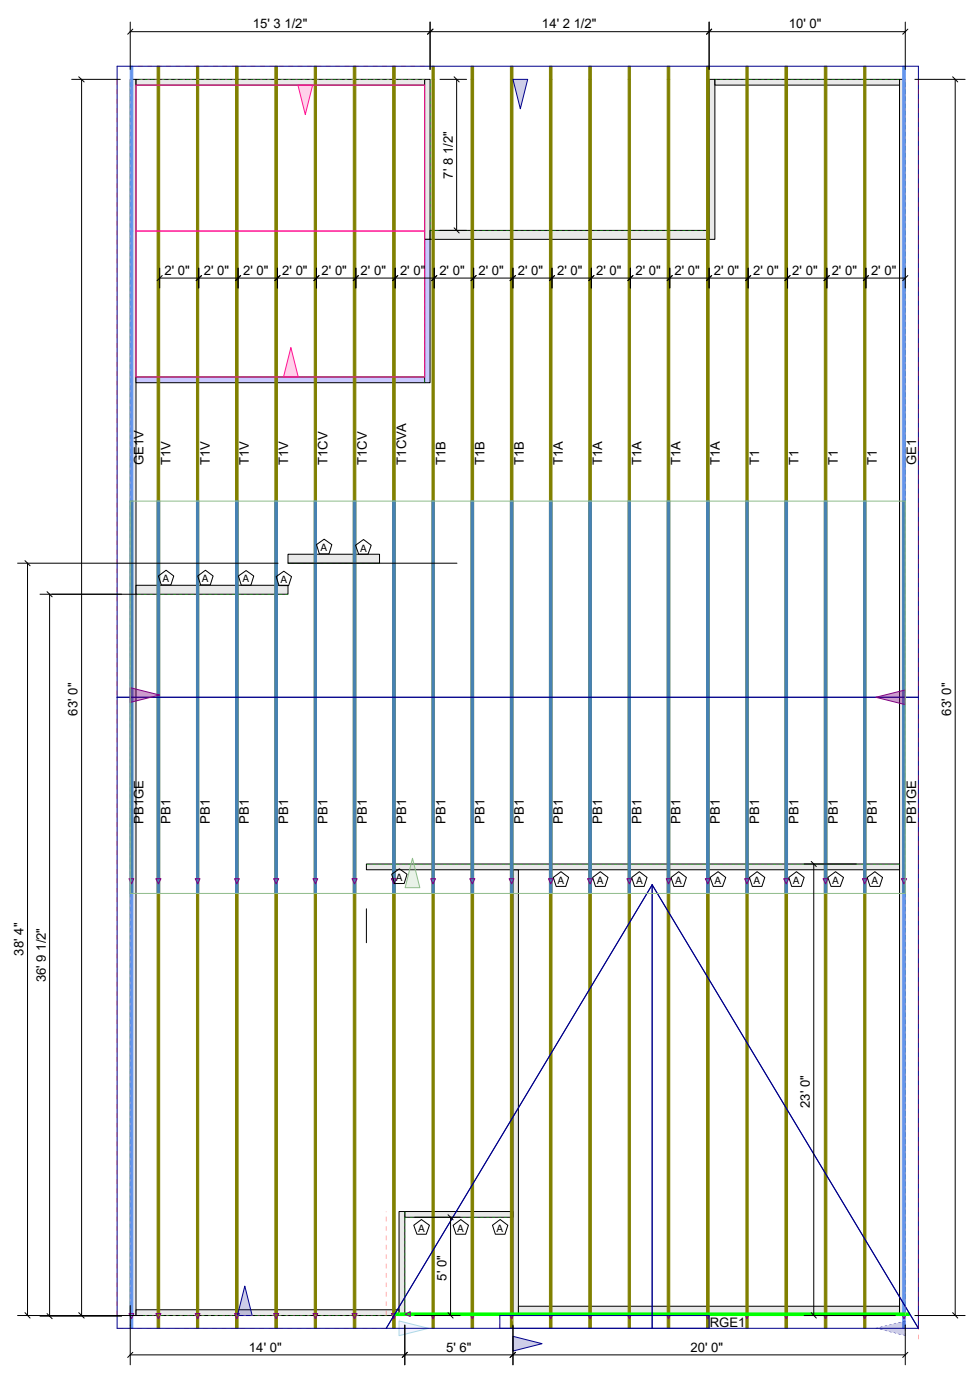 15' 3 1/2" 14' 2 1/2" 10' 0"
7' 8 1/2"
2' 0" 2' 0" 2' 0" 2' 0" 2' 0" 2' 0" 2' 0" 2' 0" 2' 0" 2' 0" 2' 0" 2' 0" 2' 0" 2' 0" 2' 0" 2' 0" 2' 0" 2' 0" 2' 0"
GE1V T1V T1V T1V T1V T1CV T1CV T1CVA T1B T1B T1B T1A T1A T1A T1A T1A T1 T1 T1 T1 GE1
A A
A A A A
63' 0" 63' 0"
PB1GE PB1 PB1 PB1 PB1 PB1 PB1 PB1 PB1 PB1 PB1 PB1 PB1 PB1 PB1 PB1 PB1 PB1 PB1 PB1 PB1GE
A A A A A A A A A A
38' 4"
36' 9 1/2"
23' 0"
A A A
5' 0"
RGE1
14' 0" 5' 6" 20' 0"